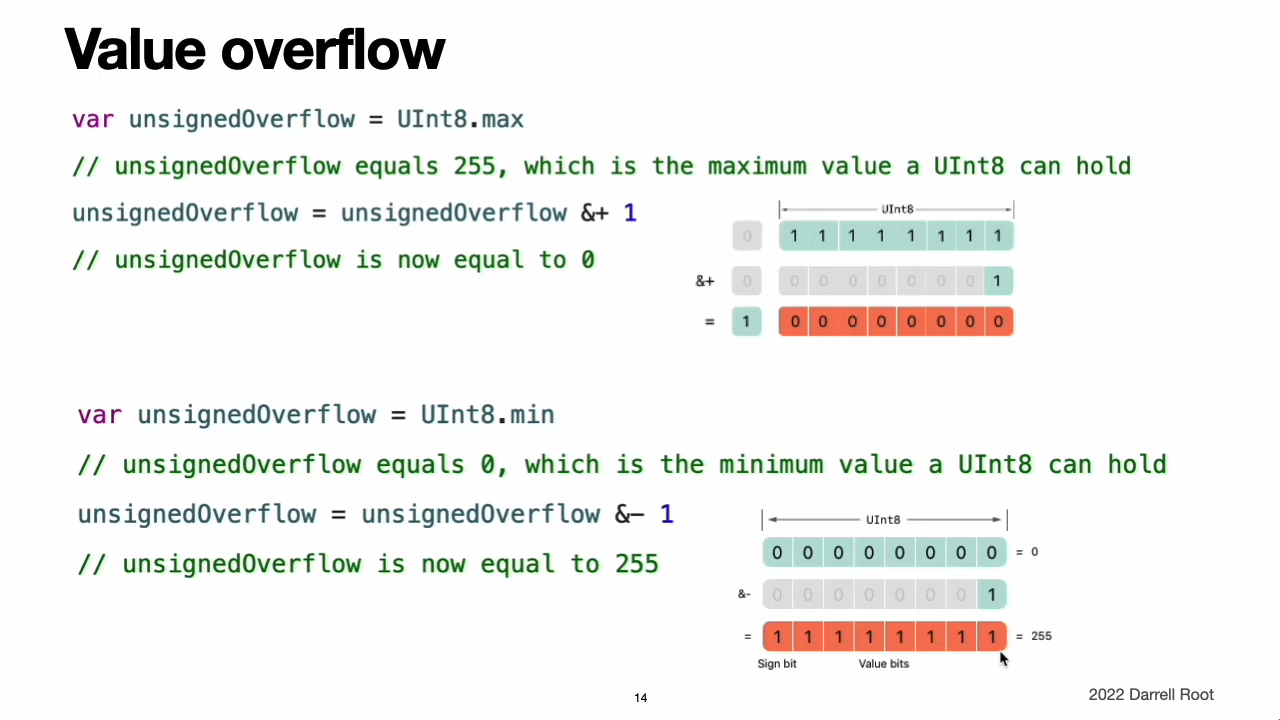 Value overflow
var unsignedOverflow = UInt8.max
// unsignedOverflow equals 255, which is the maximum value a UInt8 can hold
unsignedOverflow = unsignedOverflow &+ 1
// unsignedOverflow is now equal to 0
UInt8
0 1 1 1 1 1 1 1 1
&+ 0 0 0 0 0 0 0 0 1
= 1 0 0 0 0 0 0 0 0
var unsignedOverflow = UInt8.min
// unsignedOverflow equals 0, which is the minimum value a UInt8 can hold
unsignedOverflow = unsignedOverflow &- 1
// unsignedOverflow is now equal to 255
UInt8
0 0 0 0 0 0 0 0 = 0
&- 0 0 0 0 0 0 0 1
= 1 1 1 1 1 1 1 1 = 255
Sign bit Value bits
14
2022 Darrell Root